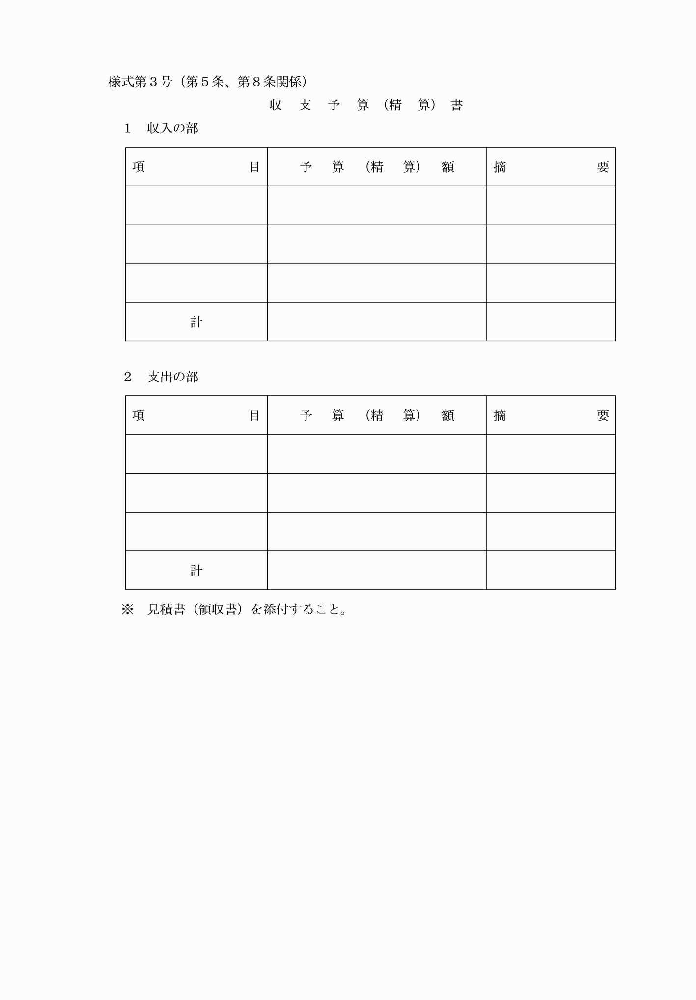 様式第３号（第５条、第８条関係）
収　支　予　算　（精　算）　書
１　収入の部
項　目　予　算　（精　算）　額　摘　要
計
２　支出の部
項　目　予　算　（精　算）　額　摘　要
計
※　見積書（領収書）を添付すること。